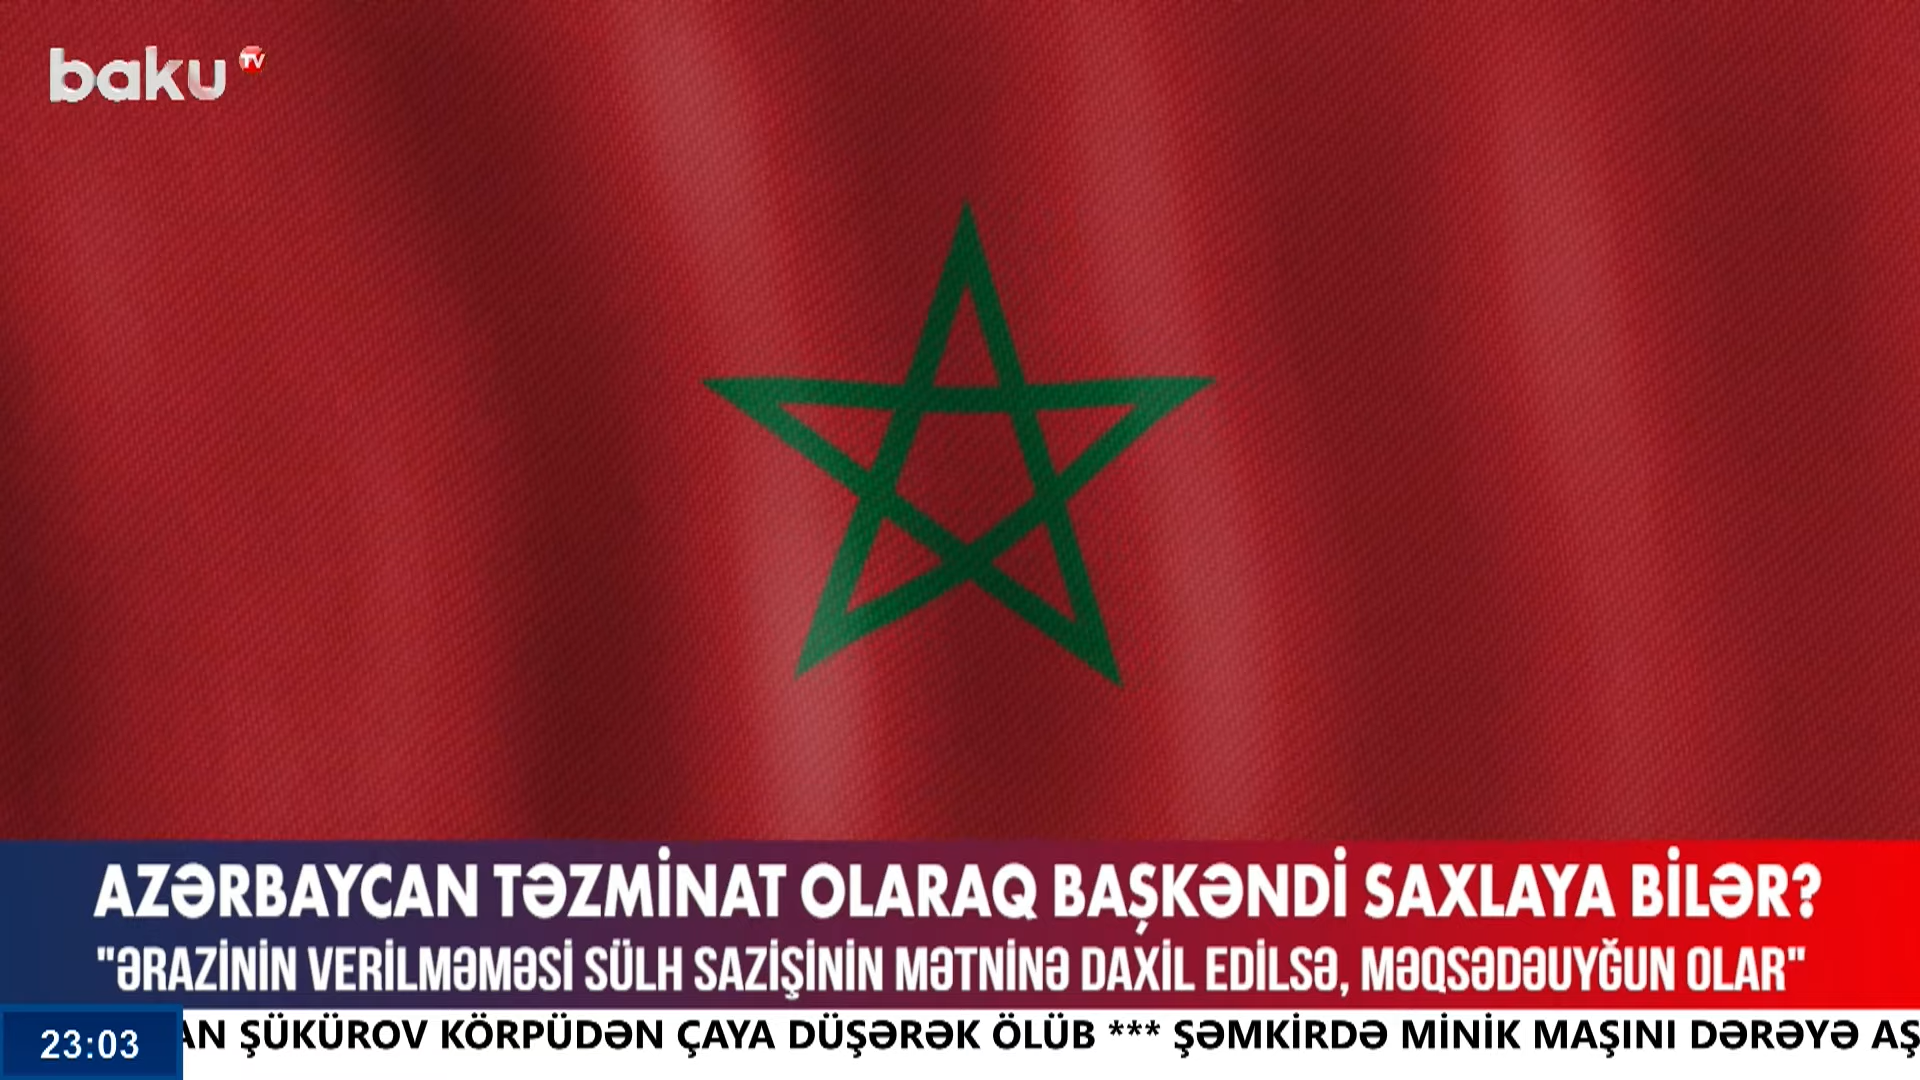 baku TV
AZƏRBAYCAN TƏZMİNAT OLARAQ BAŞKƏNDİ SAXLAYA BİLƏR?
"ƏRAZİNİN VERİLMƏMƏSİ SÜLH SAZİŞİNİN MƏTNİNƏ DAXİL EDİLSƏ, MƏQSƏDƏUYĞUN OLAR"
23:03 AN ŞÜKÜROV KÖRPÜDƏN ÇAYA DÜŞƏRƏK ÖLÜB *** ŞƏMKİRDƏ MİNİK MAŞINI DƏRƏYƏ AŞ